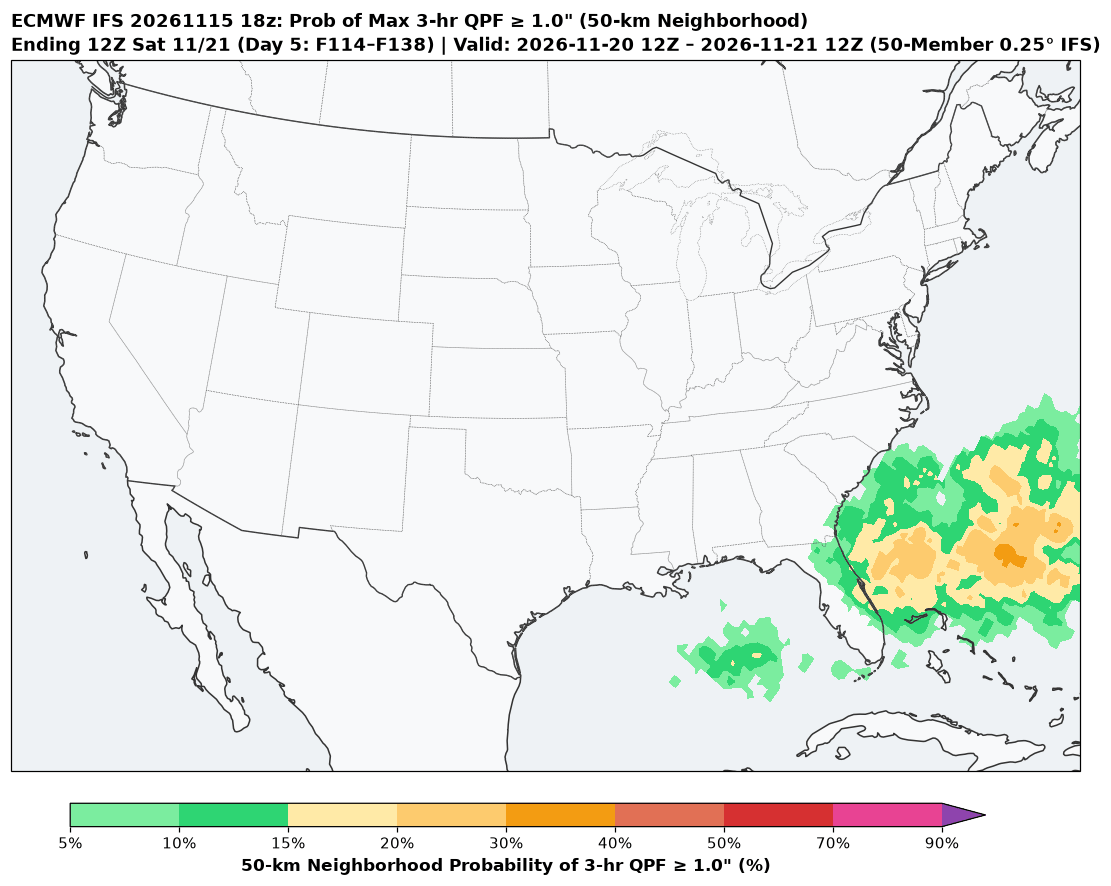 ECMWF IFS 20261115 18z: Prob of Max 3-hr QPF ≥ 1.0" (50-km Neighborhood)
Ending 12Z Sat 11/21 (Day 5: F114–F138) | Valid: 2026-11-20 12Z – 2026-11-21 12Z (50-Member 0.25° IFS)
5% 10% 15% 20% 30% 40% 50% 70% 90%
50-km Neighborhood Probability of 3-hr QPF ≥ 1.0" (%)